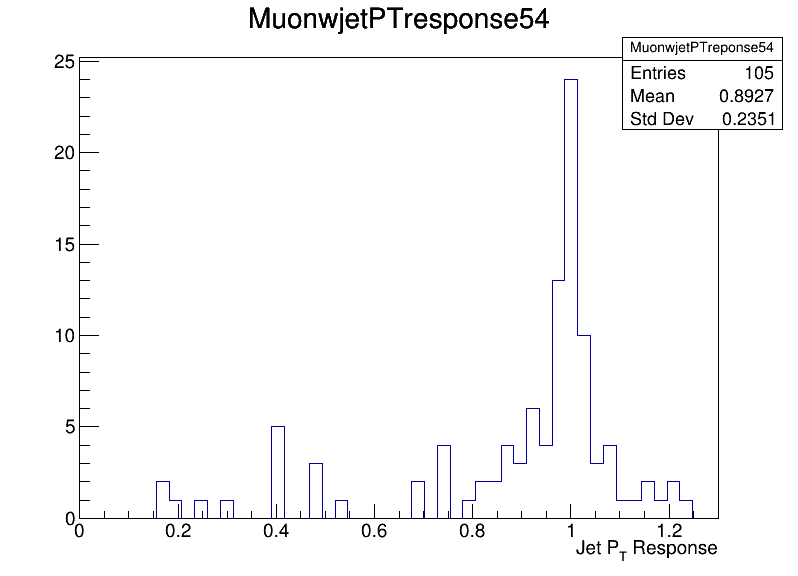 MuonwjetPTresponse54
MuonwjetPTreponse54
Entries 105
Mean 0.8927
Std Dev 0.2351
25
20
15
10
5
0
0 0.2 0.4 0.6 0.8 1 1.2
Jet PT Response